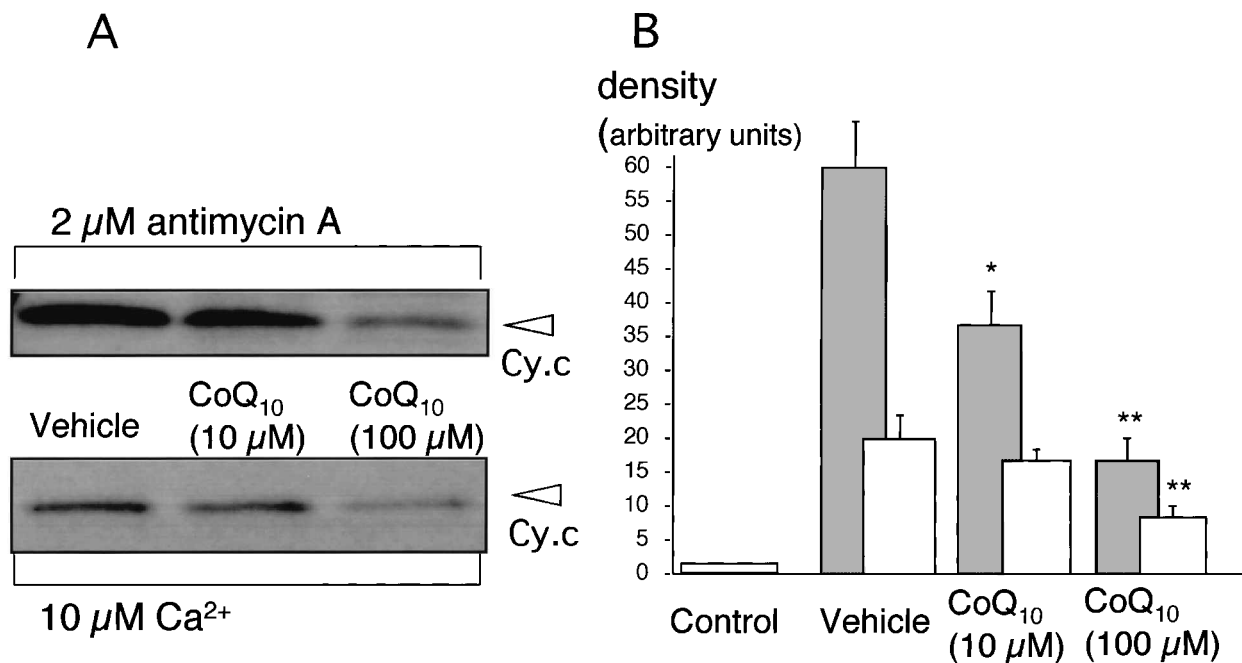 A
2 µM antimycin A
Cy.c
Vehicle
CoQ10
(10 µM)
CoQ10
(100 µM)
Cy.c
10 µM Ca2+
B
density
(arbitrary units)
60
55
50
45
40
35
30
25
20
15
10
5
0
*
**
**
Control
Vehicle
CoQ10
(10 µM)
CoQ10
(100 µM)